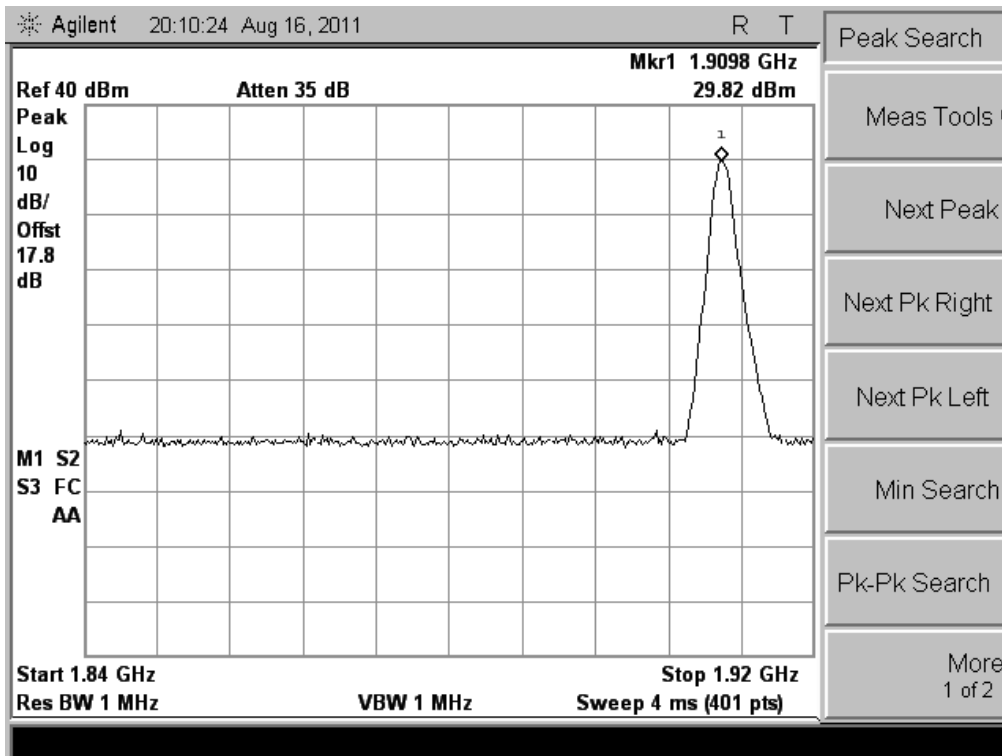 Agilent 20:10:24 Aug 16, 2011 R T
Mkr1 1.9098 GHz
Ref 40 dBm Atten 35 dB 29.82 dBm
Peak
Log
10
dB/
Offst
17.8
dB
1
M1 S2
S3 FC
AA
Start 1.84 GHz Stop 1.92 GHz
Res BW 1 MHz VBW 1 MHz Sweep 4 ms (401 pts)
Peak Search
Meas Tools
Next Peak
Next Pk Right
Next Pk Left
Min Search
Pk-Pk Search
More
1 of 2